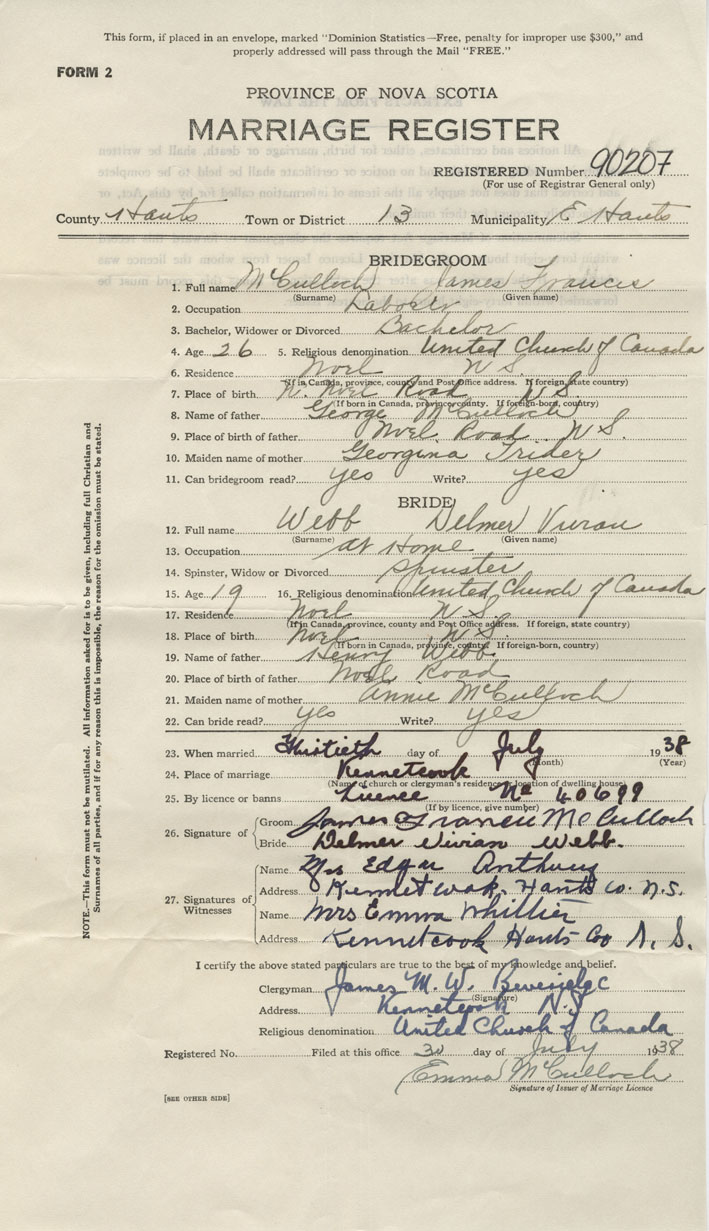 This form, if placed in an envelope, marked "Dominion Statistics—Free, penalty for improper use $300," and
properly addressed will pass through the Mail "FREE."
FORM 2
PROVINCE OF NOVA SCOTIA
MARRIAGE REGISTER
REGISTERED Number 90207
(For use of Registrar General only)
County Hants Town or District 13 Municipality E Hants
BRIDEGROOM
1. Full name McCulloch James Francis
(Surname) (Given name)
2. Occupation Laborer
3. Bachelor, Widower or Divorced Bachelor
4. Age 26 5. Religious denomination United Church of Canada
6. Residence Noel N S.
(If in Canada, province, county and Post Office address. If foreign, state country)
7. Place of birth N. Noel Road N S
(If born in Canada, province, county. If foreign-born, country)
8. Name of father George McCulloch
9. Place of birth of father Noel Road N S.
10. Maiden name of mother Georgina Trider
11. Can bridegroom read? yes Write? yes
BRIDE
12. Full name Webb Delmer Vivian
(Surname) (Given name)
13. Occupation at Home
14. Spinster, Widow or Divorced Spinster
15. Age 19 16. Religious denomination United Church of Canada
17. Residence Noel N S.
(If in Canada, province, county and Post Office address. If foreign, state country)
18. Place of birth Noel N S.
(If born in Canada, province, county. If foreign-born, country)
19. Name of father Henry Webb
20. Place of birth of father Noel Road
21. Maiden name of mother Annie McCulloch
22. Can bride read? yes Write? yes
23. When married Thirtieth day of July 1938
(Month) (Year)
24. Place of marriage Kennetcook
(Name of church or clergyman's residence or location of dwelling house)
25. By licence or banns Licence No 40699
(If by licence, give number)
26. Signature of Groom James Francis McCulloch
Bride Delmer Vivian Webb.
27. Signatures of Witnesses
Name Mrs Edgar Anthony
Address Kennetcook. Hants Co. N.S.
Name Mrs Emma Whittier
Address Kennetcook Hants Co N. S.
I certify the above stated particulars are true to the best of my knowledge and belief.
Clergyman James M. W.
(Signature)
Address Kennetcook N.S
Religious denomination United Church of Canada
Registered No. Filed at this office 30 day of July 1938
Emma McCulloch
Signature of Issuer of Marriage Licence
[SEE OTHER SIDE]
NOTE.—This form must not be mutilated. All information asked for is to be given, including full Christian and
Surnames of all parties, and if for any reason this is impossible, the reason for the omission must be stated.